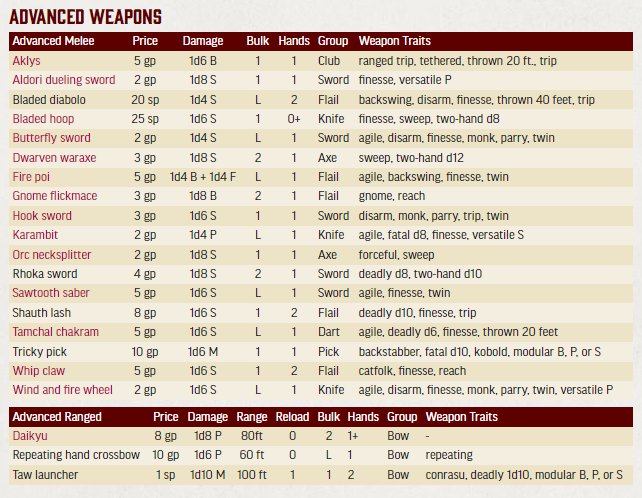 ADVANCED WEAPONS
Advanced Melee Price Damage Bulk Hands Group Weapon Traits
Aklys 5 gp 1d6 B 1 1 Club ranged trip, tethered, thrown 20 ft., trip
Aldori dueling sword 2 gp 1d8 S 1 1 Sword finesse, versatile P
Bladed diabolo 20 sp 1d4 S L 2 Flail backswing, disarm, finesse, thrown 40 feet, trip
Bladed hoop 25 sp 1d6 S 1 0+ Knife finesse, sweep, two-hand d8
Butterfly sword 2 gp 1d4 S L 1 Sword agile, disarm, finesse, monk, parry, twin
Dwarven waraxe 3 gp 1d8 S 2 1 Axe sweep, two-hand d12
Fire poi 5 gp 1d4 B + 1d4 F L 1 Flail agile, backswing, finesse, twin
Gnome flickmace 3 gp 1d8 B 2 1 Flail gnome, reach
Hook sword 3 gp 1d6 S 1 1 Sword disarm, monk, parry, trip, twin
Karambit 2 gp 1d4 P L 1 Knife agile, fatal d8, finesse, versatile S
Orc necksplitter 2 gp 1d8 S 1 1 Axe forceful, sweep
Rhoka sword 4 gp 1d8 S 2 1 Sword deadly d8, two-hand d10
Sawtooth saber 5 gp 1d6 S L 1 Sword agile, finesse, twin
Shauth lash 8 gp 1d6 S 1 2 Flail deadly d10, finesse, trip
Tamchal chakram 5 gp 1d6 S L 1 Dart agile, deadly d6, finesse, thrown 20 feet
Tricky pick 10 gp 1d6 M 1 1 Pick backstabber, fatal d10, kobold, modular B, P, or S
Whip claw 5 gp 1d6 S 1 2 Flail catfolk, finesse, reach
Wind and fire wheel 2 gp 1d6 S L 1 Knife agile, disarm, finesse, monk, parry, twin, versatile P
Advanced Ranged Price Damage Range Reload Bulk Hands Group Weapon Traits
Daikyu 8 gp 1d8 P 80ft 0 2 1+ Bow -
Repeating hand crossbow 10 gp 1d6 P 60 ft 0 L 1 Bow repeating
Taw launcher 1 sp 1d10 M 100 ft 1 1 2 Bow conrasu, deadly 1d10, modular B, P, or S